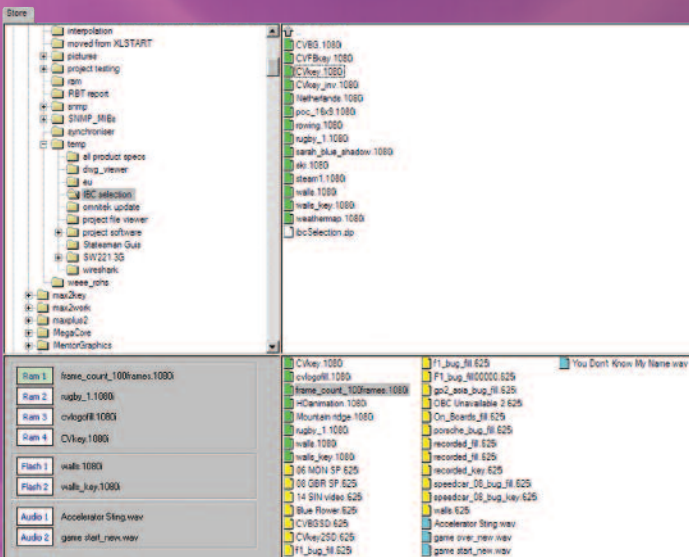 Store
interpolation
moved from XLSTART
pictures
project testing
ram
RBT report
snmp
SNMP_MIBs
synchroniser
temp
all product specs
dwg_viewer
eu
IBC selection
omnitek update
project file viewer
project software
Statesman Guis
SW221 3G
wireshark
weee_rohs
max2key
max2work
maxplus2
MegaCore
MentorGraphics
CVBG.1080i
CVFBkey.1080i
CVkey.1080i
CVkey_inv.1080i
Netherlands.1080i
poc_16x9.1080i
rowing.1080i
rugby_1.1080i
sarah_blue_shadow.1080i
ski.1080i
steam1.1080i
walls.1080i
walls_key.1080i
weathermap.1080i
ibcSelection.zip
Ram 1 frame_count_100frames.1080i
Ram 2 rugby_1.1080i
Ram 3 cvlogofill.1080i
Ram 4 CVkey.1080i
Flash 1 walls.1080i
Flash 2 walls_key.1080i
Audio 1 Accelerator Sting.wav
Audio 2 game start_new.wav
CVkey.1080i
cvlogofill.1080i
frame_count_100frames.1080i
HDanimation.1080i
Mountain ridge.1080i
rugby_1.1080i
walls.1080i
walls_key.1080i
06 MON SP.625i
08 GBR SP.625i
14 SIN video.625i
Blue Flower.625i
CVBGSD.625i
CVkey2SD.625i
f1_bug_fill.625i
f1_bug_fill.625i
F1_bug_fill00000.625i
gp2_asia_bug_fill.625i
OBC Unavailable 2.625i
On_Boards_fill.625i
porsche_bug_fill.625i
recorded_fill.625i
recorded_fill.625i
recorded_key.625i
speedcar_08_bug_fill.625i
speedcar_08_bug_key.625i
walls.625i
Accelerator Sting.wav
game over_new.wav
game start_new.wav
You Don't Know My Name.wav